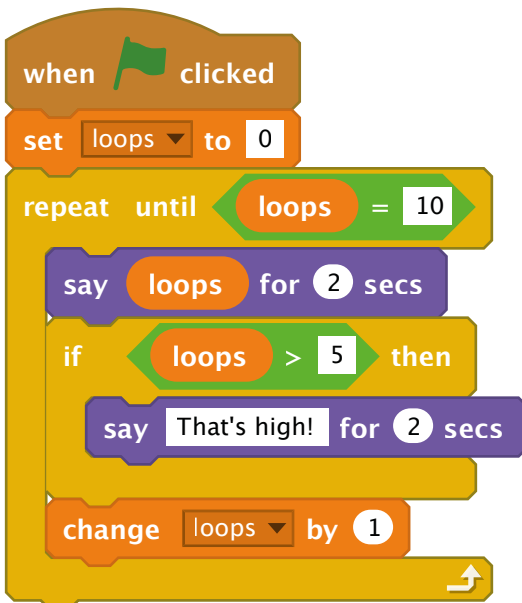 when clicked
set loops to 0
repeat until loops = 10
say loops for 2 secs
if loops > 5 then
say That's high! for 2 secs
change loops by 1